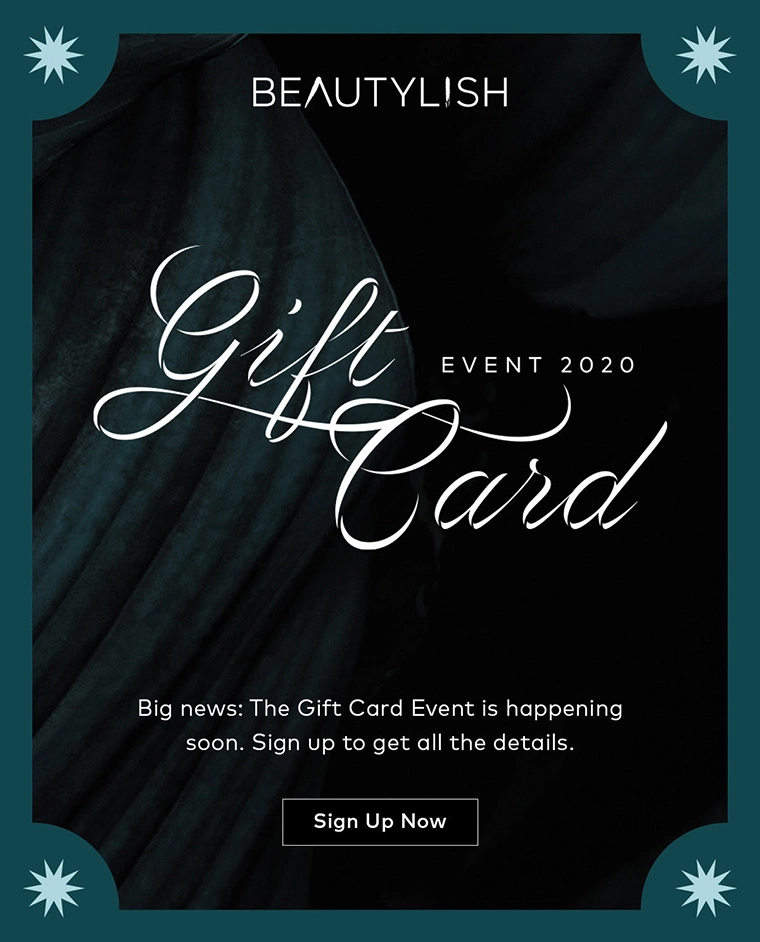 BEAUTYLISH
Gift
EVENT 2020
Card
Big news: The Gift Card Event is happening
soon. Sign up to get all the details.
Sign Up Now